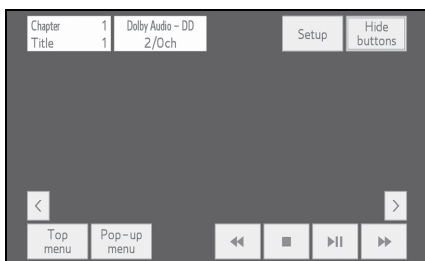 Chapter 1
Title 1
Dolby Audio – DD
2/0ch
Setup
Hide
buttons
Top
menu
Pop-up
menu